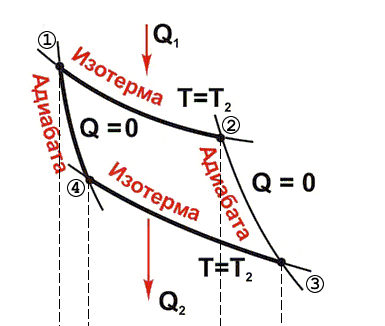 ① Q₁
Изотерма
T=T₂
Адиабата
Q =0
②
Адиабата
Q = 0
④
Изотерма
T=T₂
③
Q₂